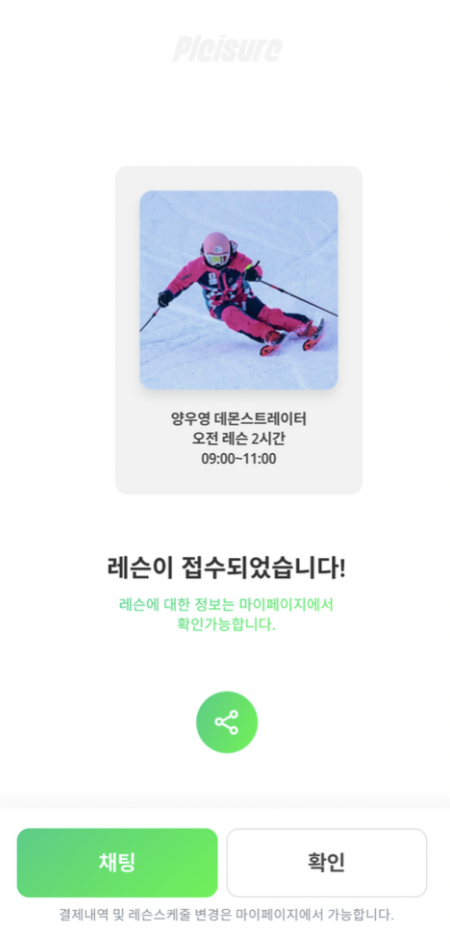 Pleisure
양우영 데몬스트레이터
오전 레슨 2시간
09:00~11:00
레슨이 접수되었습니다!
레슨에 대한 정보는 마이페이지에서
확인가능합니다.
채팅
확인
결제내역 및 레슨스케줄 변경은 마이페이지에서 가능합니다.